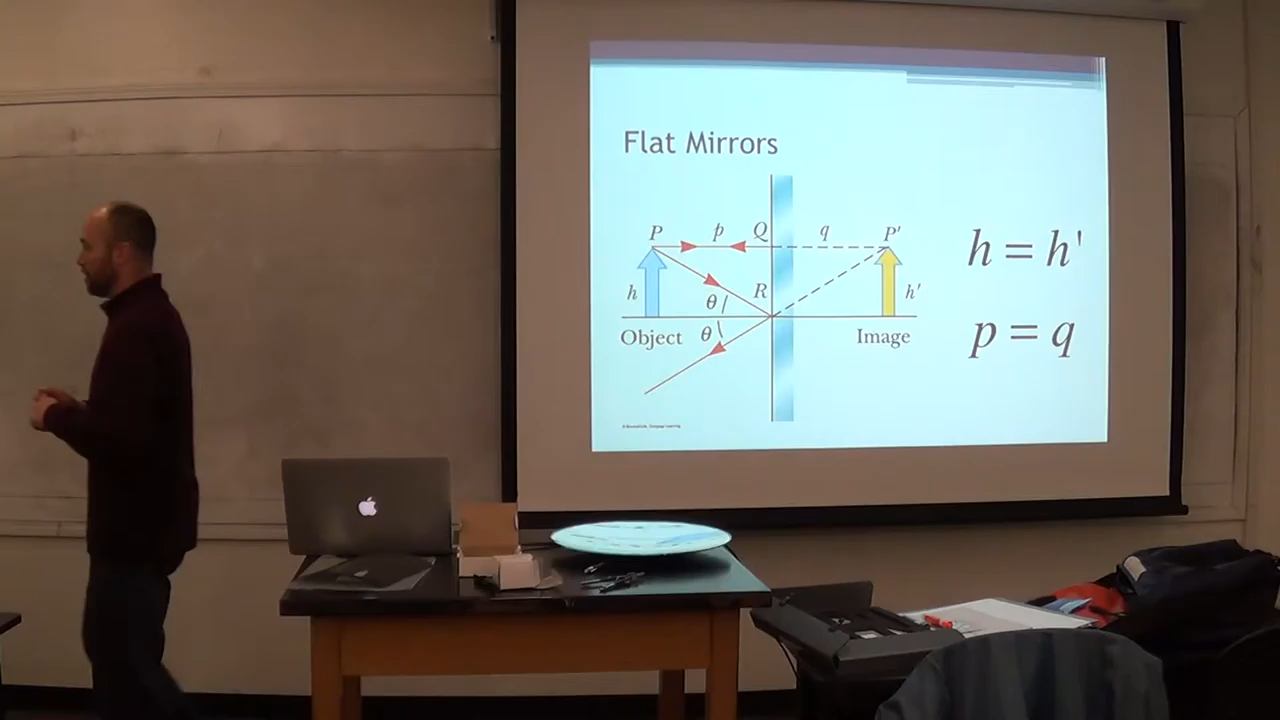 Flat Mirrors
P p Q q P'
h R θ h'
θ
Object Image
h = h'
p = q